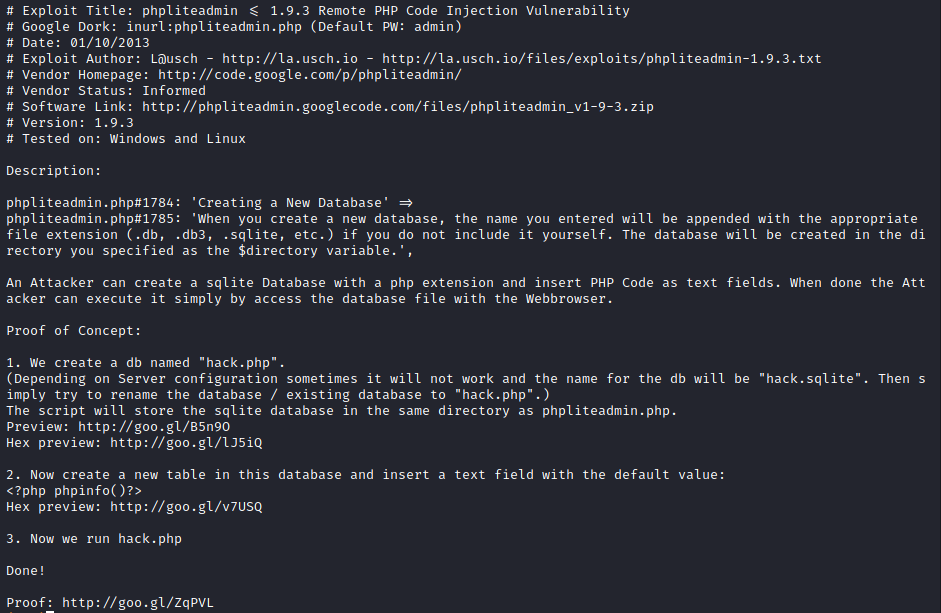 # Exploit Title: phpliteadmin <= 1.9.3 Remote PHP Code Injection Vulnerability
# Google Dork: inurl:phpliteadmin.php (Default PW: admin)
# Date: 01/10/2013
# Exploit Author: L@usch - http://la.usch.io - http://la.usch.io/files/exploits/phpliteadmin-1.9.3.txt
# Vendor Homepage: http://code.google.com/p/phpliteadmin/
# Vendor Status: Informed
# Software Link: http://phpliteadmin.googlecode.com/files/phpliteadmin_v1-9-3.zip
# Version: 1.9.3
# Tested on: Windows and Linux
Description:
phpliteadmin.php#1784: 'Creating a New Database' =>
phpliteadmin.php#1785: 'When you create a new database, the name you entered will be appended with the appropriate
file extension (.db, .db3, .sqlite, etc.) if you do not include it yourself. The database will be created in the di
rectory you specified as the $directory variable.',
An Attacker can create a sqlite Database with a php extension and insert PHP Code as text fields. When done the Att
acker can execute it simply by access the database file with the Webbrowser.
Proof of Concept:
1. We create a db named "hack.php".
(Depending on Server configuration sometimes it will not work and the name for the db will be "hack.sqlite". Then s
imply try to rename the database / existing database to "hack.php".)
The script will store the sqlite database in the same directory as phpliteadmin.php.
Preview: http://goo.gl/B5n9O
Hex preview: http://goo.gl/lJ5iQ
2. Now create a new table in this database and insert a text field with the default value:
<?php phpinfo()?>
Hex preview: http://goo.gl/v7USQ
3. Now we run hack.php
Done!
Proof: http://goo.gl/ZqPVL